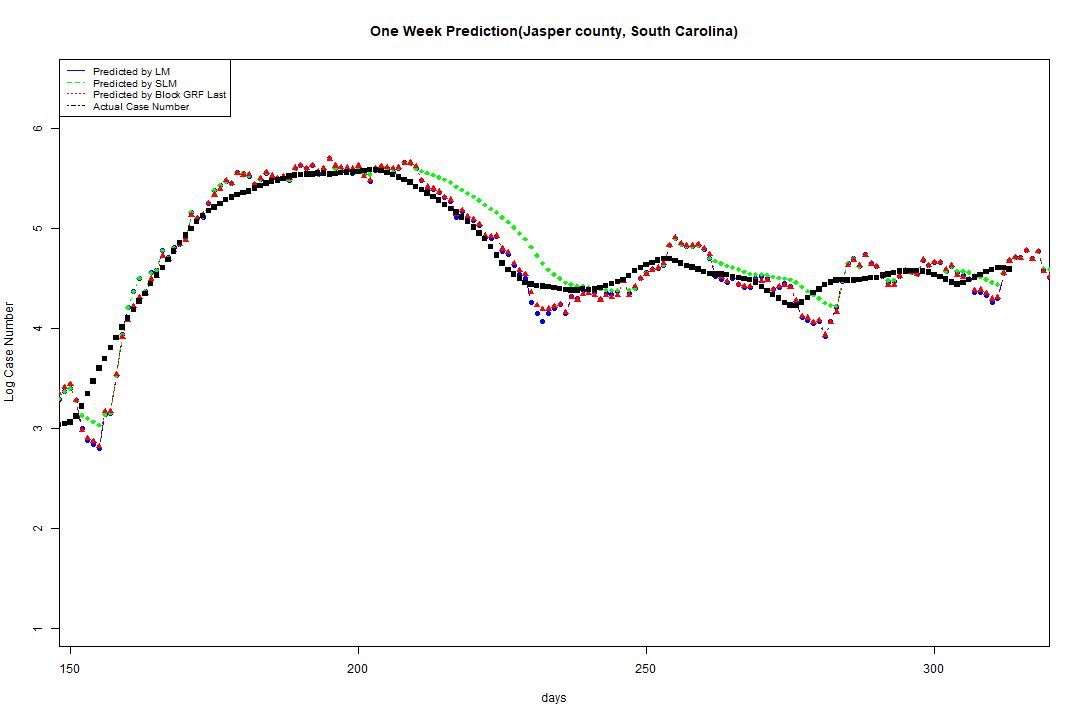 One Week Prediction(Jasper county, South Carolina)
Predicted by LM
Predicted by SLM
Predicted by Block GRF Last
Actual Case Number
6
5
4
3
2
1
Log Case Number
150 200 250 300
days